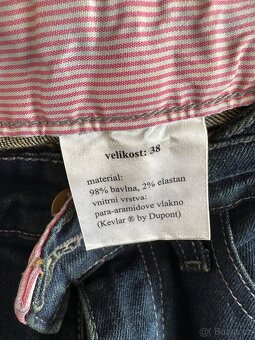 velikost: 38
material:
98% bavlna, 2% elastan
vnitrni vrstva:
para-aramidove vlakno
(Kevlar ® by Dupont)